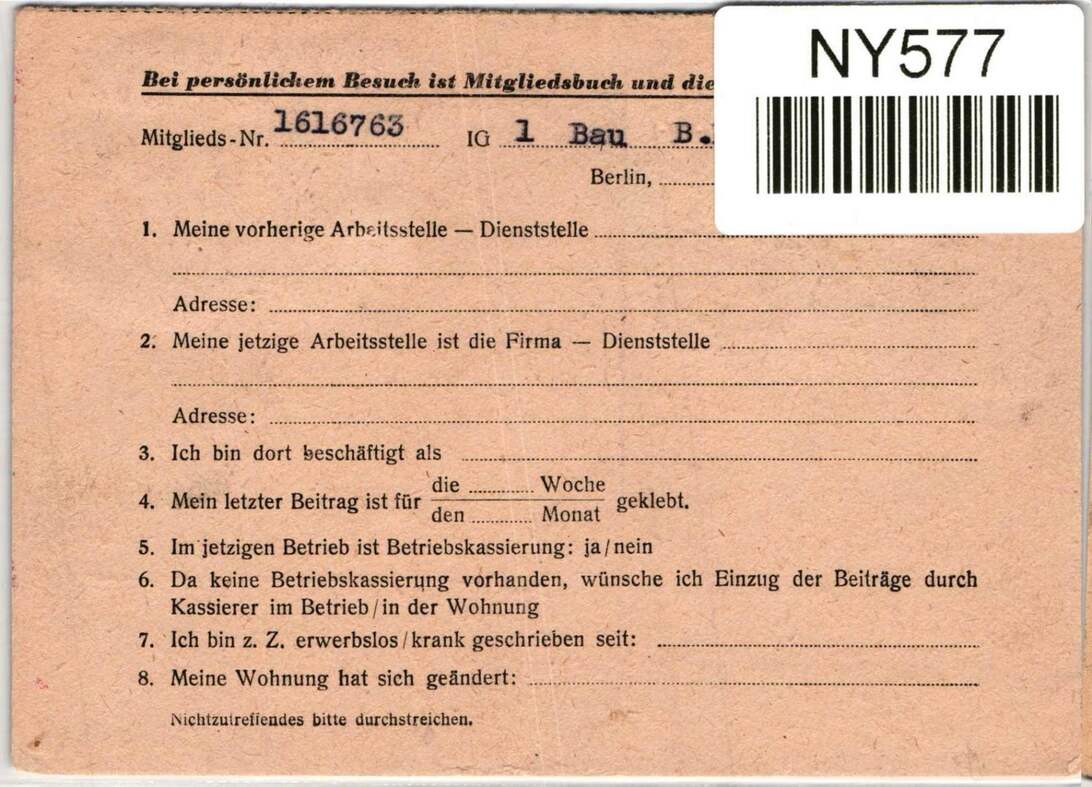 NY577
Bei persönlichem Besuch ist Mitgliedsbuch und die
Mitglieds-Nr. 1616763 IG 1 Bau B.
Berlin,
1. Meine vorherige Arbeitsstelle — Dienststelle
Adresse:
2. Meine jetzige Arbeitsstelle ist die Firma — Dienststelle
Adresse:
3. Ich bin dort beschäftigt als
4. Mein letzter Beitrag ist für die ............ Woche
den ............ Monat geklebt.
5. Im jetzigen Betrieb ist Betriebskassierung: ja/nein
6. Da keine Betriebskassierung vorhanden, wünsche ich Einzug der Beiträge durch
Kassierer im Betrieb/in der Wohnung
7. Ich bin z. Z. erwerbslos/krank geschrieben seit:
8. Meine Wohnung hat sich geändert:
Nichtzutreffendes bitte durchstreichen.